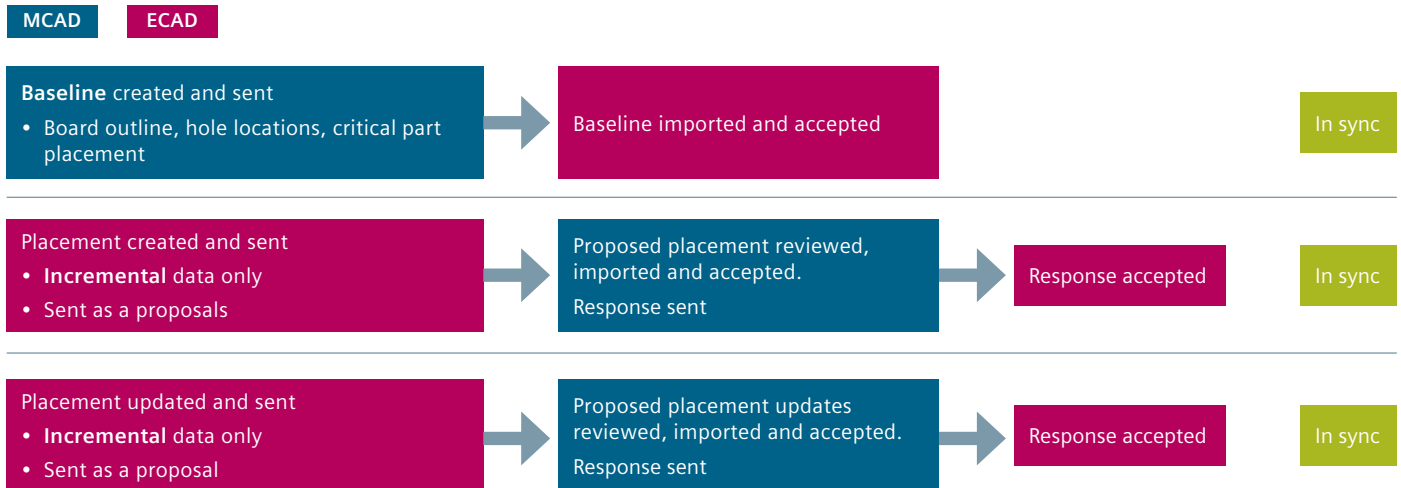 MCAD
ECAD
Baseline created and sent
• Board outline, hole locations, critical part
placement
Baseline imported and accepted
In sync
Placement created and sent
• Incremental data only
• Sent as a proposals
Proposed placement reviewed,
imported and accepted.
Response sent
Response accepted
In sync
Placement updated and sent
• Incremental data only
• Sent as a proposal
Proposed placement updates
reviewed, imported and accepted.
Response sent
Response accepted
In sync